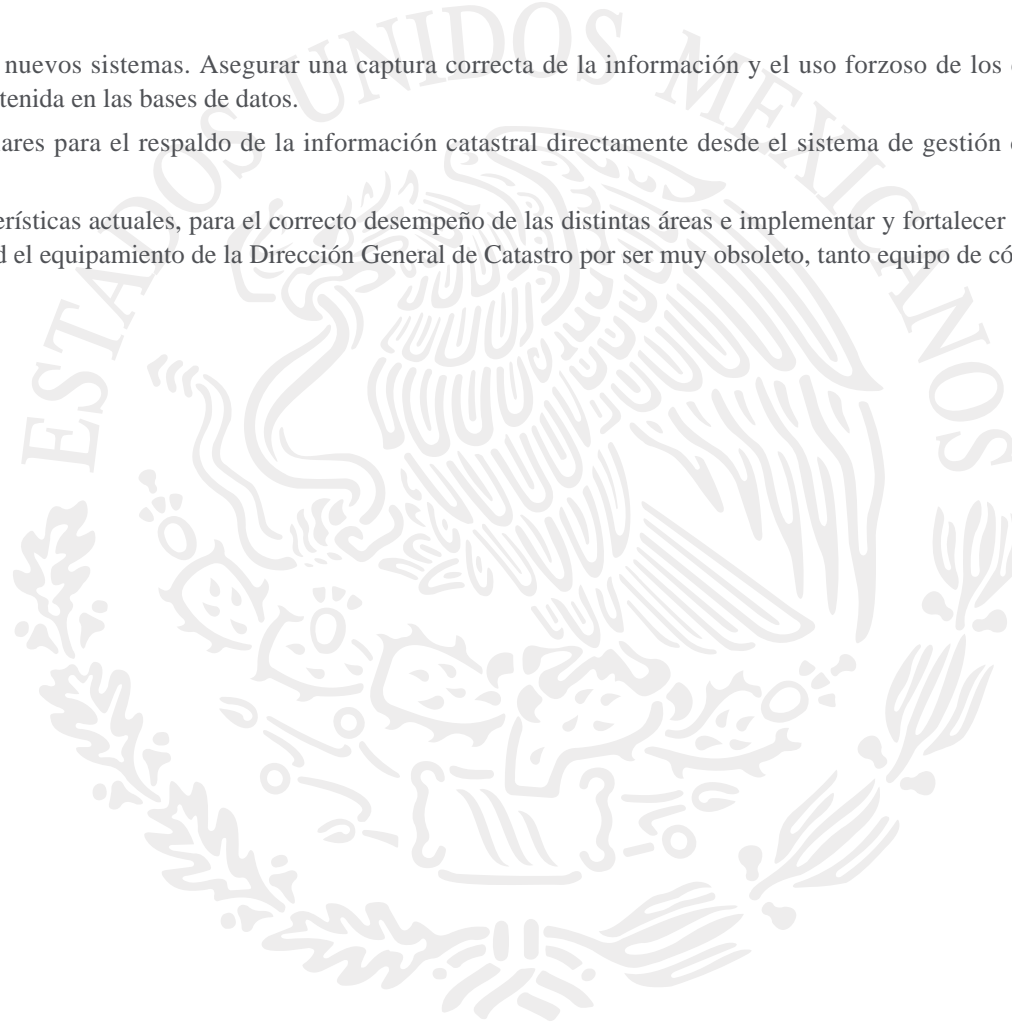 nuevos sistemas. Asegurar una captura correcta de la información y el uso forzoso de los
tenida en las bases de datos.
ares para el respaldo de la información catastral directamente desde el sistema de gestión
erísticas actuales, para el correcto desempeño de las distintas áreas e implementar y fortalecer
d el equipamiento de la Dirección General de Catastro por ser muy obsoleto, tanto equipo de có
ESTADOS UNIDOS MEXICANOS